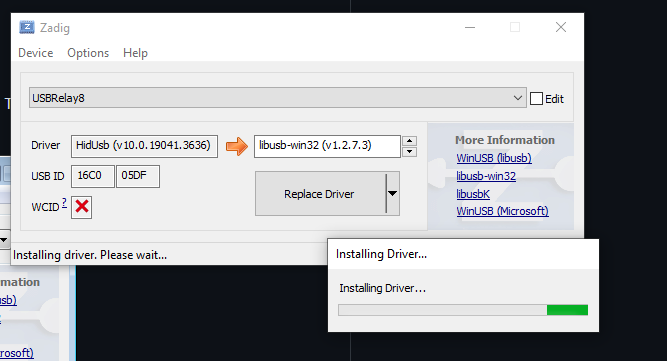 Zadig
Device Options Help
USBRelay8
Edit
Driver HidUsb (v10.0.19041.3636) libusb-win32 (v1.2.7.3)
USB ID 16C0 05DF
WCID ?
Replace Driver
More Information
WinUSB (libusb)
libusb-win32
libusbK
WinUSB (Microsoft)
Installing driver. Please wait...
Installing Driver...
Installing Driver...
T
mation
usb)
rosoft)